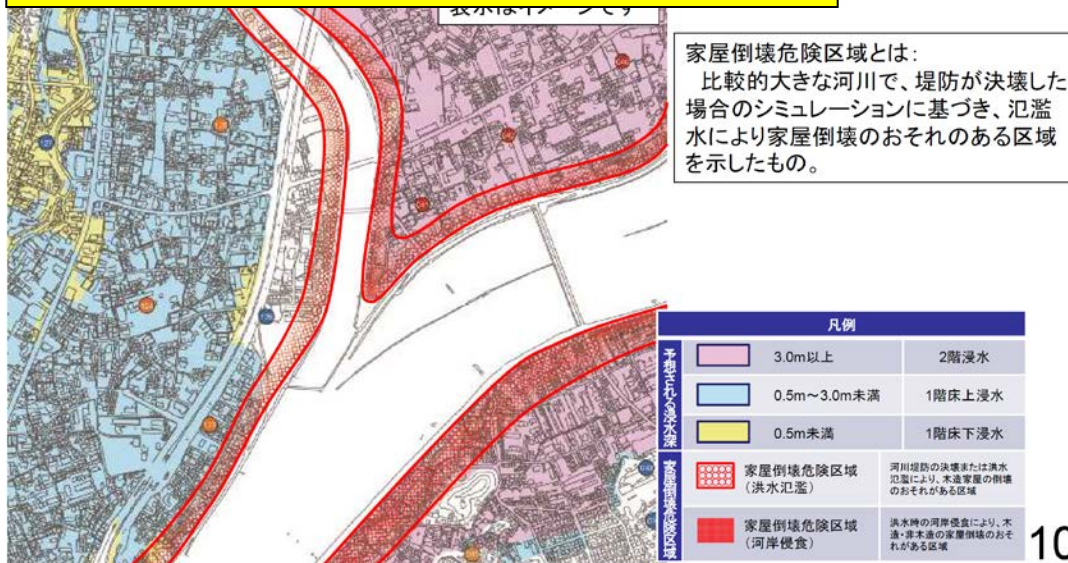 表示はイメージです
家屋倒壊危険区域とは:
比較的大きな河川で、堤防が決壊した
場合のシミュレーションに基づき、氾濫
水により家屋倒壊のおそれのある区域
を示したもの。
凡例
予想される浸水深
3.0m以上
2階浸水
0.5m～3.0m未満
1階床上浸水
0.5m未満
1階床下浸水
家屋倒壊危険区域
家屋倒壊危険区域
(洪水氾濫)
河川堤防の決壊または洪水
氾濫により、木造家屋の倒壊
のおそれがある区域
家屋倒壊危険区域
(河岸侵食)
洪水時の河岸侵食により、木
造・非木造の家屋倒壊のおそ
れがある区域
10